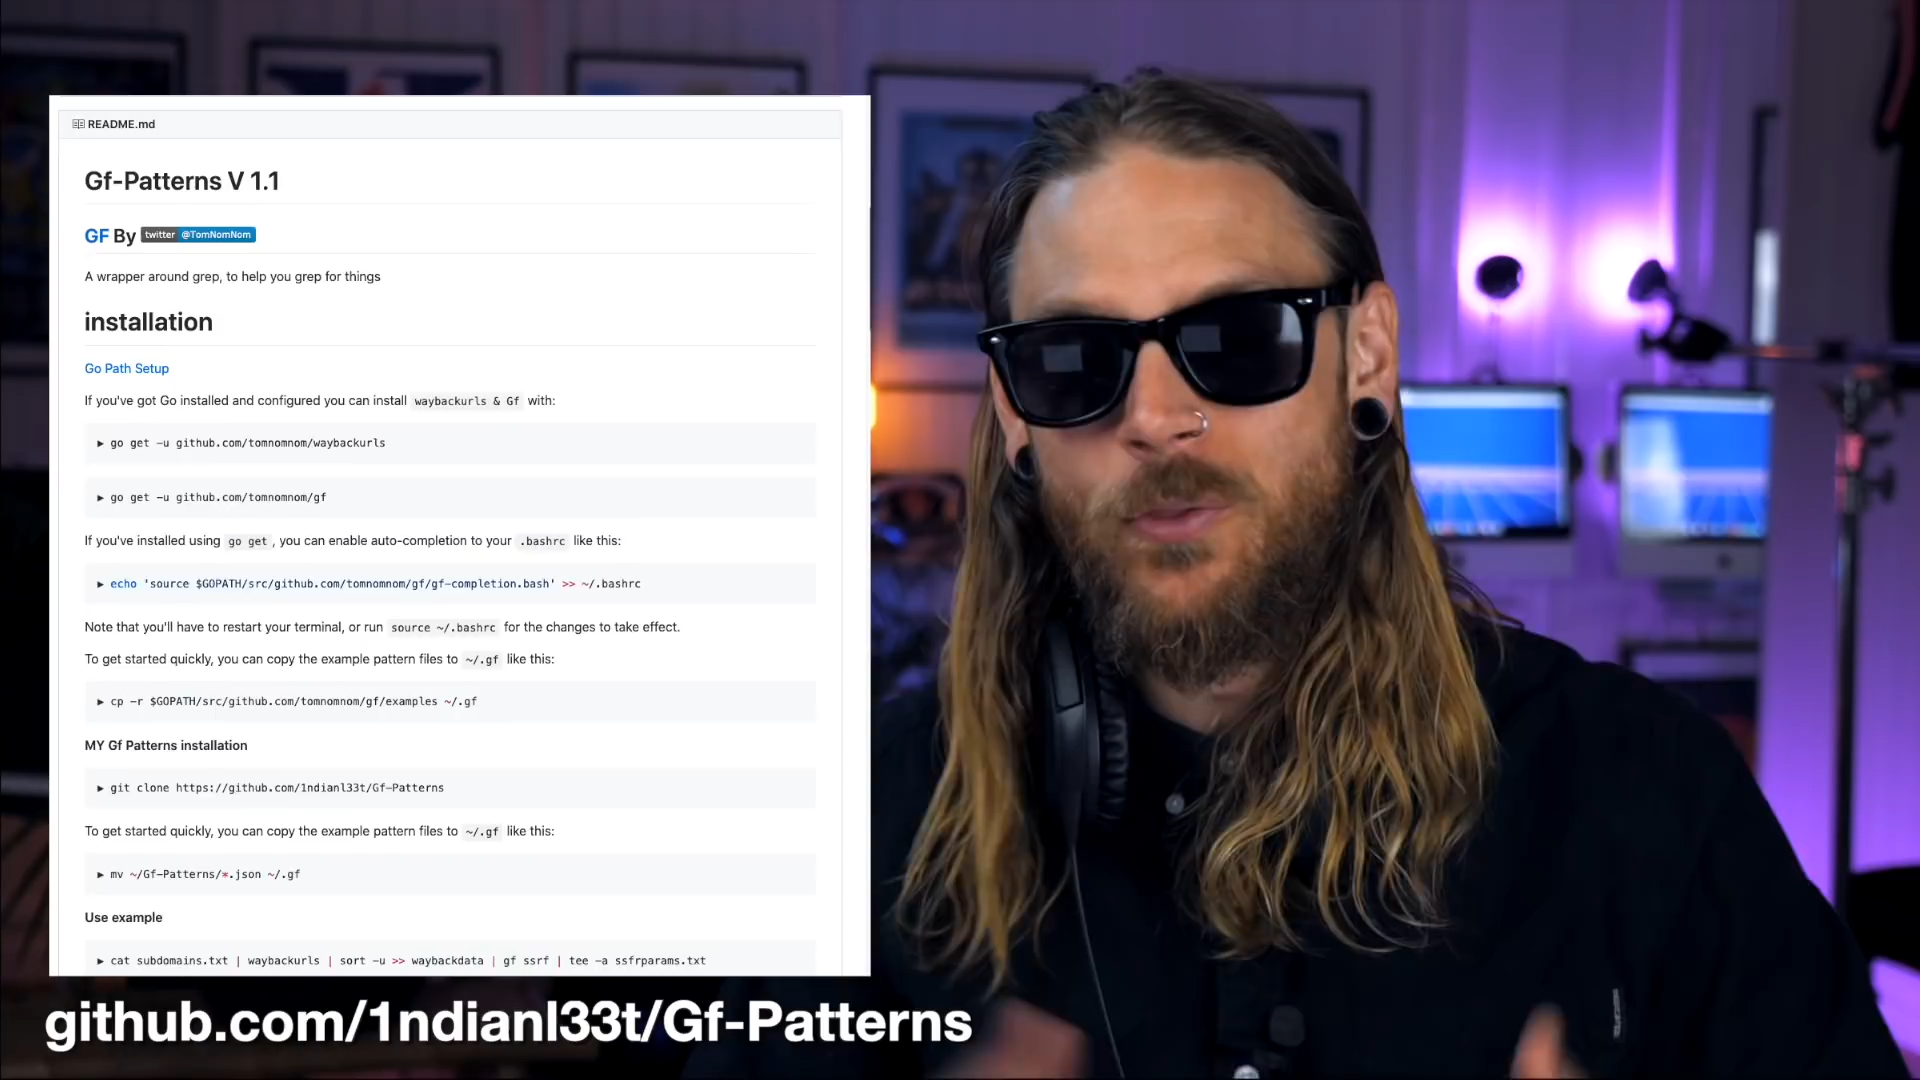 README.md
Gf-Patterns V 1.1
GF By twitter @TomNomNom
A wrapper around grep, to help you grep for things
installation
Go Path Setup
If you've got Go installed and configured you can install waybackurls & Gf with:
▶ go get -u github.com/tomnomnom/waybackurls
▶ go get -u github.com/tomnomnom/gf
If you've installed using go get, you can enable auto-completion to your .bashrc like this:
▶ echo 'source $GOPATH/src/github.com/tomnomnom/gf/gf-completion.bash' >> ~/.bashrc
Note that you'll have to restart your terminal, or run source ~/.bashrc for the changes to take effect.
To get started quickly, you can copy the example pattern files to ~/.gf like this:
▶ cp -r $GOPATH/src/github.com/tomnomnom/gf/examples ~/.gf
MY Gf Patterns installation
▶ git clone https://github.com/1ndianl33t/Gf-Patterns
To get started quickly, you can copy the example pattern files to ~/.gf like this:
▶ mv ~/Gf-Patterns/*.json ~/.gf
Use example
▶ cat subdomains.txt | waybackurls | sort -u >> waybackdata | gf ssrf | tee -a ssfrparams.txt
github.com/1ndianl33t/Gf-Patterns